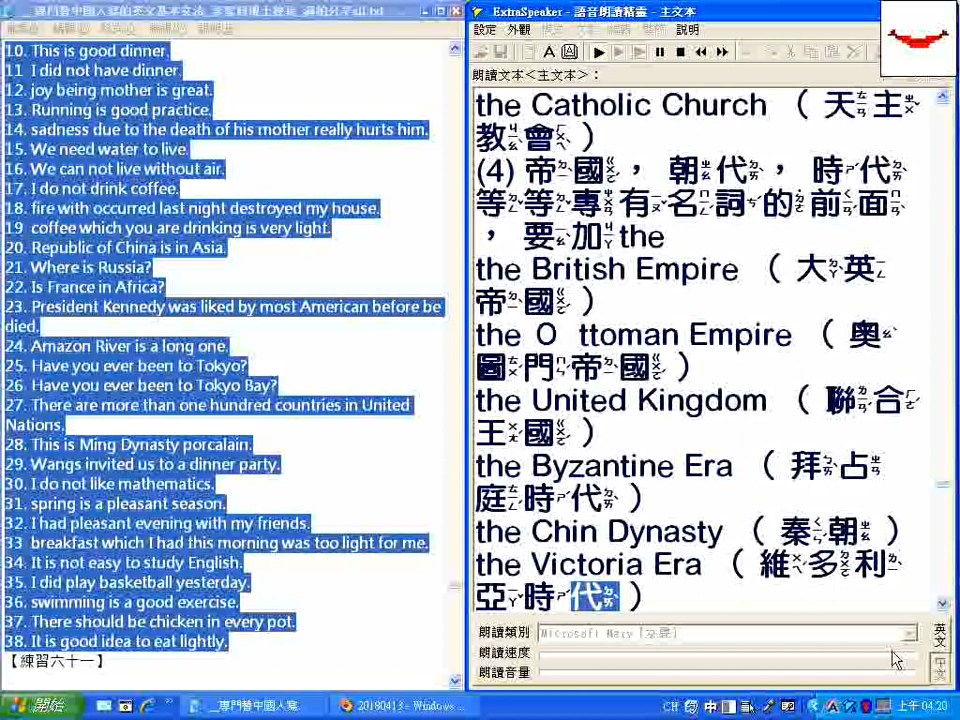 10. This is good dinner.
11  I did not have dinner.
12. joy being mother is great.
13. Running is good practice.
14. sadness due to the death of his mother really hurts him.
15. We need water to live.
16. We can not live without air.
17. I do not drink coffee.
18. fire with occurred last night destroyed my house.
19  coffee which you are drinking is very light.
20. Republic of China is in Asia.
21. Where is Russia?
22. Is France in Africa?
23. President Kennedy was liked by most American before be
died.
24. Amazon River is a long one.
25. Have you ever been to Tokyo?
26. Have you ever been to Tokyo Bay?
27. There are more than one hundred countries in United
Nations.
28. This is Ming Dynasty porcalain.
29. Wangs invited us to a dinner party.
30. I do not like mathematics.
31. spring is a pleasant season.
32. I had pleasant evening with my friends.
33  breakfast which I had this morning was too light for me.
34. It is not easy to study English.
35. I did play basketball yesterday.
36. swimming is a good exercise.
37. There should be chicken in every pot.
38. It is good idea to eat lightly.
【練習六十一】
ExtraSpeaker - 語音朗讀精靈 - 主文本
設定 外觀 說明
朗讀文本<主文本>：
the Catholic Church （ 天主
教會 ）
(4) 帝國， 朝代， 時代
等等專有名詞的前面
， 要加 the
the British Empire （ 大英
帝國 ）
the O ttoman Empire （ 奧
圖門帝國 ）
the United Kingdom （ 聯合
王國 ）
the Byzantine Era （ 拜占
庭時代 ）
the Chin Dynasty （ 秦朝 ）
the Victoria Era （ 維多利
亞時代 ）
朗讀類別 Microsoft Mary [交談]
朗讀速度
朗讀音量
英文
中文
開始
20180413 - Windows ...
CH 中
上午 04:20